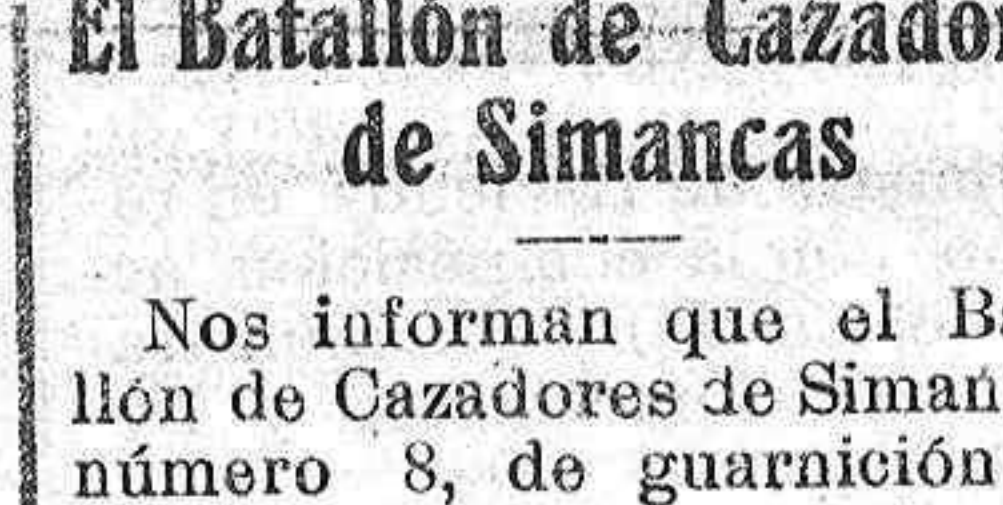 El Batallón de Cazador
de Simancas
Nos informan que el Ba
llón de Cazadores de Siman
número 8, de guarnición